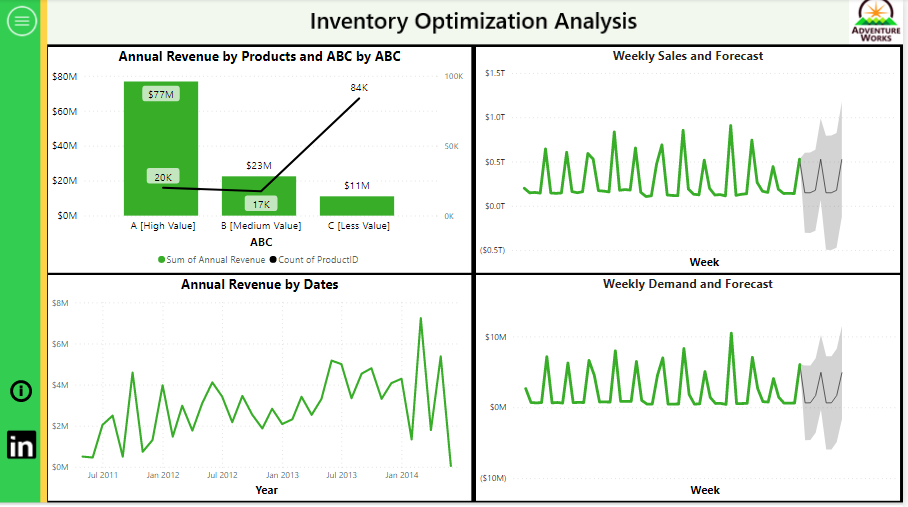 Inventory Optimization Analysis
ADVENTURE
WORKS
Annual Revenue by Products and ABC by ABC
$80M
$60M
$40M
$20M
$0M
100K
50K
0K
$77M
$23M
$11M
20K
17K
84K
A [High Value]
B [Medium Value]
C [Less Value]
ABC
Sum of Annual Revenue
Count of ProductID
Weekly Sales and Forecast
$1.5T
$1.0T
$0.5T
$0.0T
($0.5T)
Week
Annual Revenue by Dates
$8M
$6M
$4M
$2M
$0M
Jul 2011
Jan 2012
Jul 2012
Jan 2013
Jul 2013
Jan 2014
Year
Weekly Demand and Forecast
$10M
$0M
($10M)
Week
in